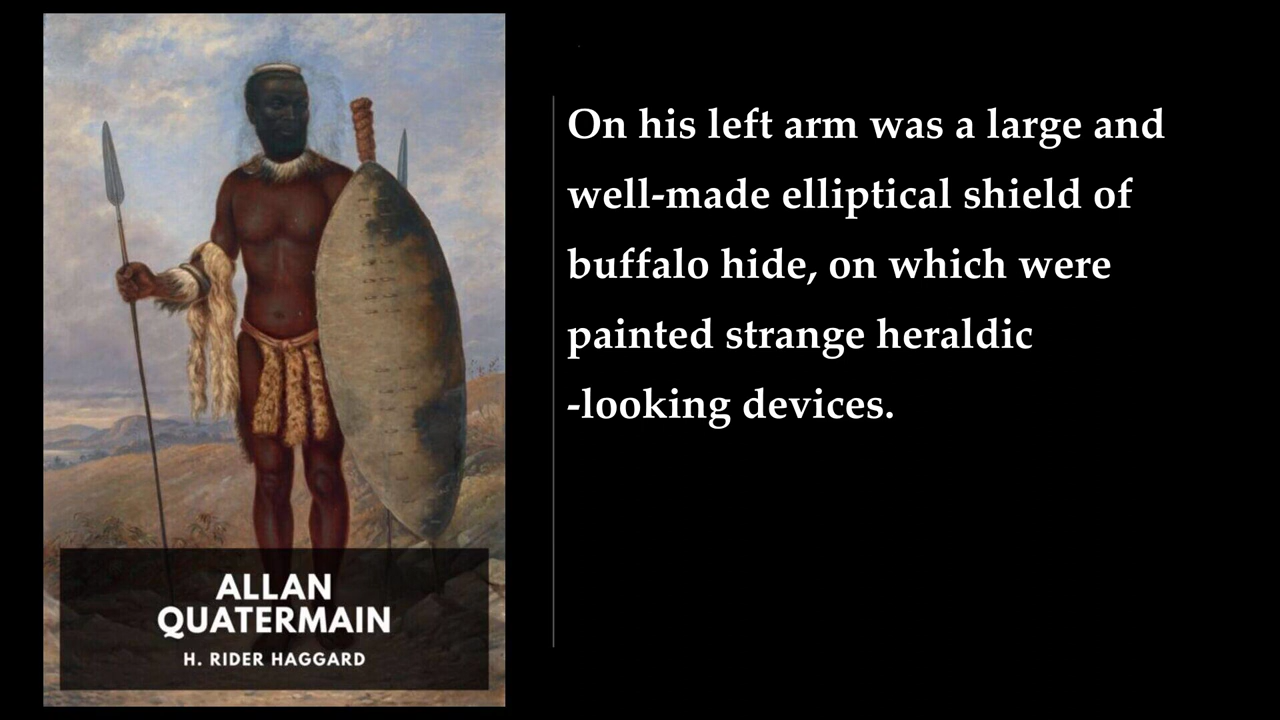 ALLAN
QUATERMAIN
H. RIDER HAGGARD
On his left arm was a large and
well-made elliptical shield of
buffalo hide, on which were
painted strange heraldic
-looking devices.